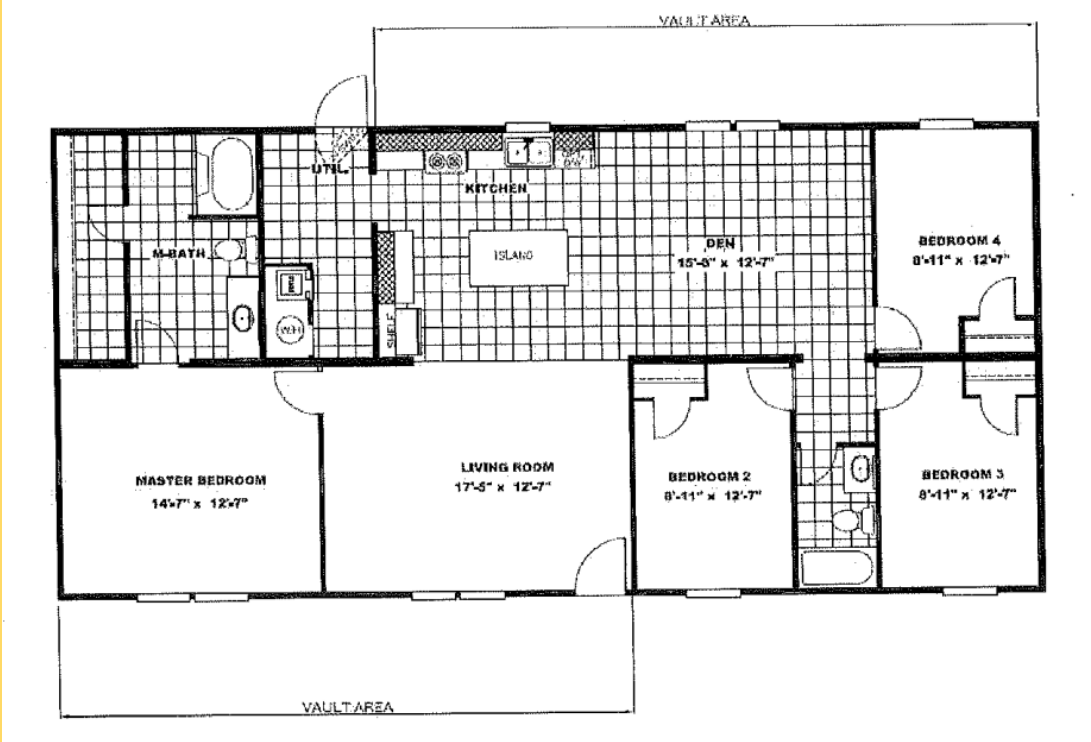 VAULT AREA
UTIL.
KITCHEN
M-BATH
ISLAND
DEN
15'-8" x 12'-7"
BEDROOM 4
8'-11" x 12'-7"
W/H
SHELF
MASTER BEDROOM
14'-7" x 12'-7"
LIVING ROOM
17'-5" x 12'-7"
BEDROOM 2
8'-11" x 12'-7"
BEDROOM 3
8'-11" x 12'-7"
VAULT AREA